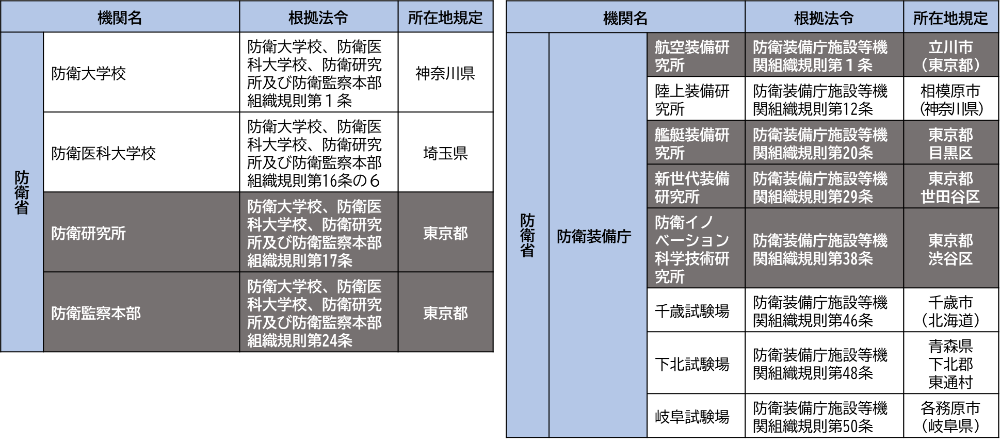 機関名 根拠法令 所在地規定
防衛省
防衛大学校
防衛大学校、防衛医
科大学校、防衛研究
所及び防衛監察本部
組織規則第１条
神奈川県
防衛医科大学校
防衛大学校、防衛医
科大学校、防衛研究
所及び防衛監察本部
組織規則第16条の６
埼玉県
防衛研究所
防衛大学校、防衛医
科大学校、防衛研究
所及び防衛監察本部
組織規則第17条
東京都
防衛監察本部
防衛大学校、防衛医
科大学校、防衛研究
所及び防衛監察本部
組織規則第24条
東京都
機関名 根拠法令 所在地規定
防衛省
防衛装備庁
航空装備研
究所
防衛装備庁施設等機
関組織規則第１条
立川市
（東京都）
陸上装備研
究所
防衛装備庁施設等機
関組織規則第12条
相模原市
（神奈川県）
艦艇装備研
究所
防衛装備庁施設等機
関組織規則第20条
東京都
目黒区
新世代装備
研究所
防衛装備庁施設等機
関組織規則第29条
東京都
世田谷区
防衛イノ
ベーション
科学技術研
究所
防衛装備庁施設等機
関組織規則第38条
東京都
渋谷区
千歳試験場
防衛装備庁施設等機
関組織規則第46条
千歳市
（北海道）
下北試験場
防衛装備庁施設等機
関組織規則第48条
青森県
下北郡
東通村
岐阜試験場
防衛装備庁施設等機
関組織規則第50条
各務原市
（岐阜県）